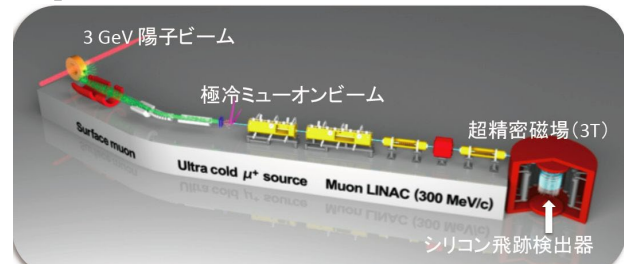 3 GeV 陽子ビーム
極冷ミューオンビーム
超精密磁場(3T)
Surface muon
Ultra cold μ+ source
Muon LINAC (300 MeV/c)
シリコン飛跡検出器